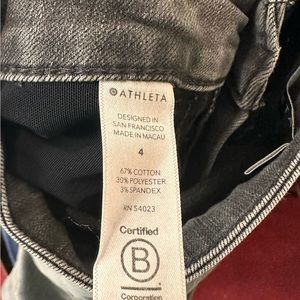 ATHLETA
DESIGNED IN
SAN FRANCISCO
MADE IN MACAU
4
67% COTTON
30% POLYESTER
3% SPANDEX
RN 54023
Certified
B
Corporation